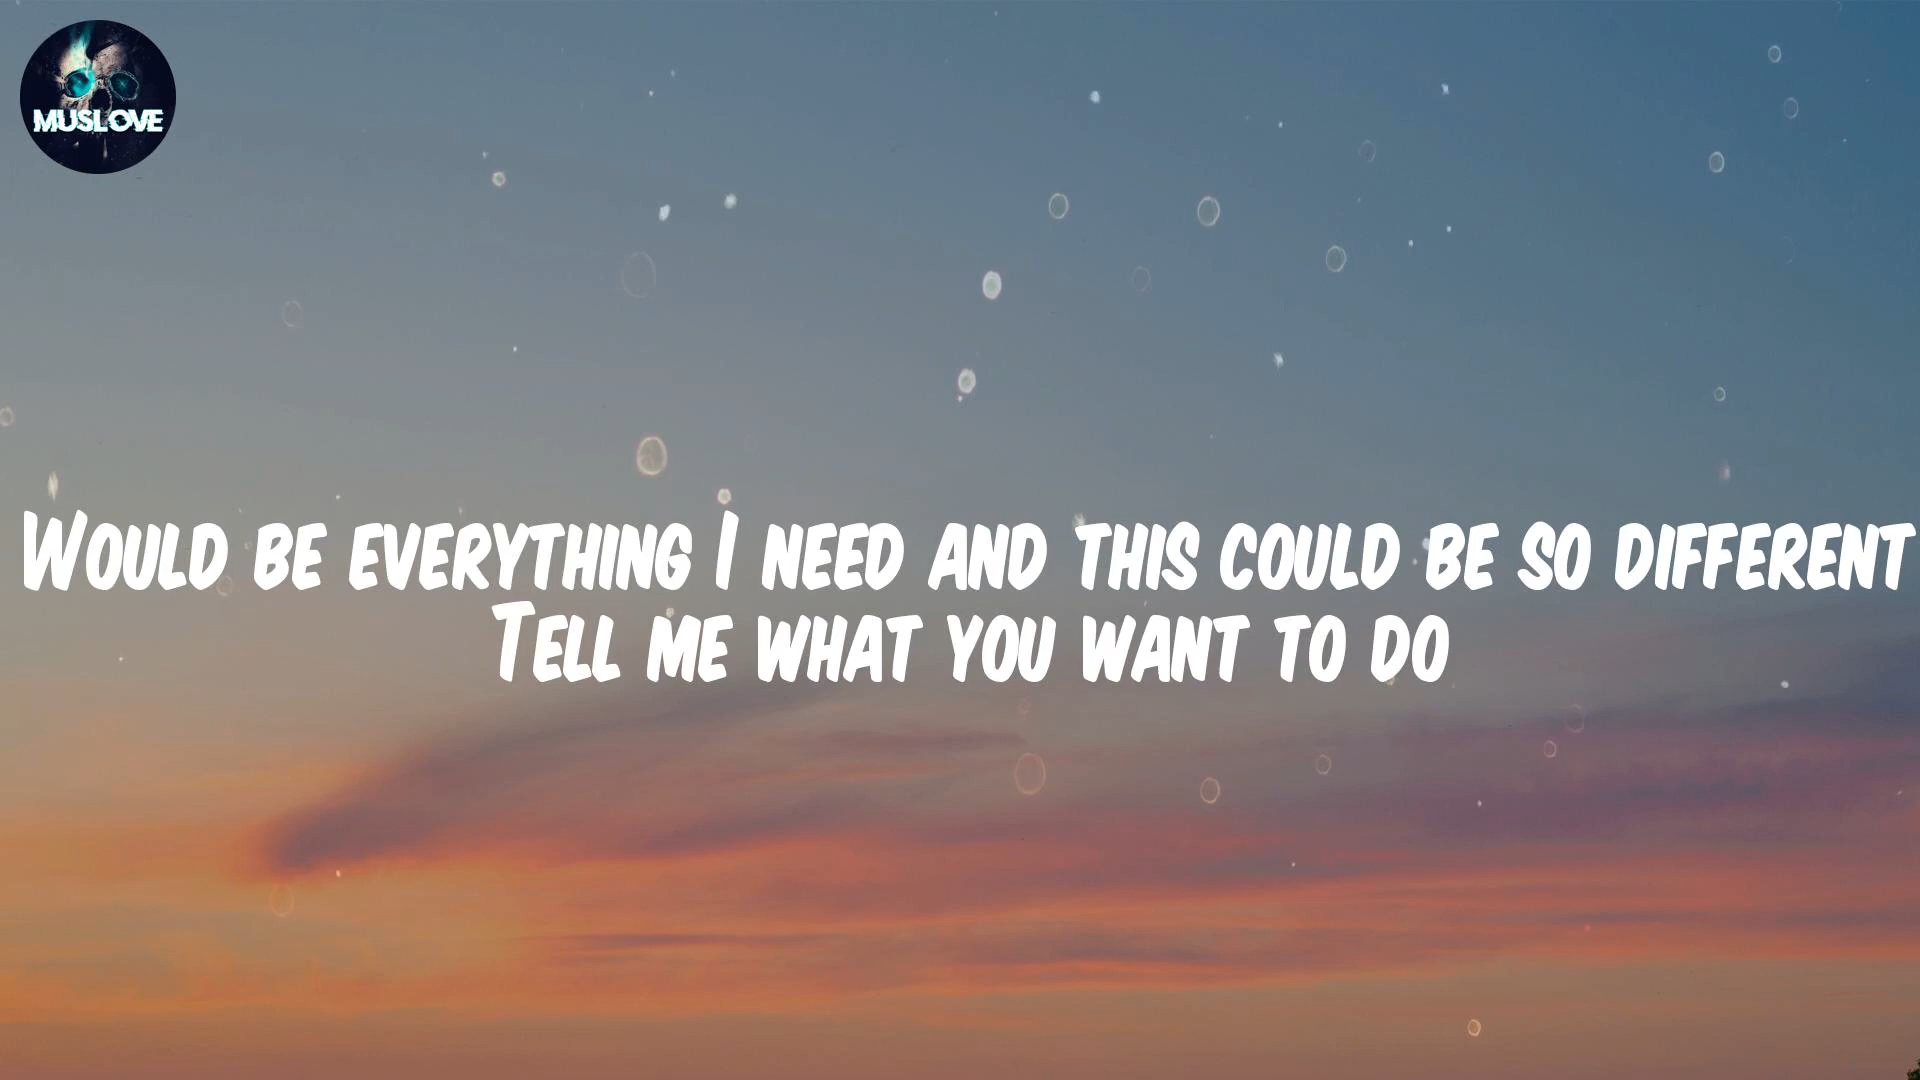 MUSLOVE
Would be everything I need and this could be so different
Tell me what you want to do